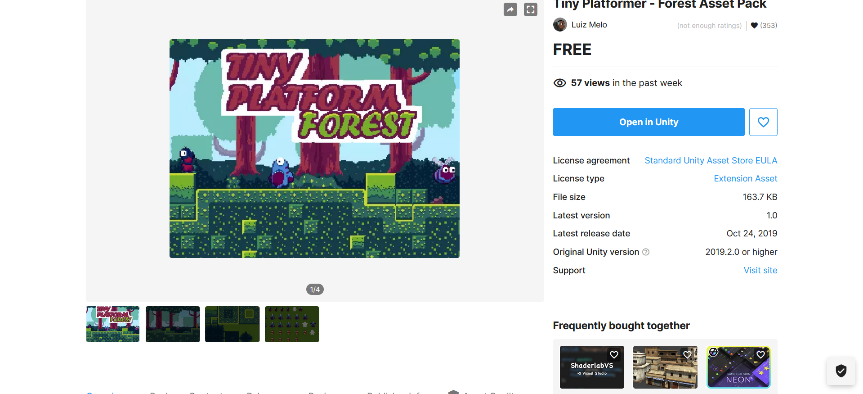 Tiny Platformer - Forest Asset Pack
Luiz Melo
(not enough ratings)
(353)
FREE
57 views in the past week
Open in Unity
License agreement
Standard Unity Asset Store EULA
License type
Extension Asset
File size
163.7 KB
Latest version
1.0
Latest release date
Oct 24, 2019
Original Unity version
2019.2.0 or higher
Support
Visit site
Frequently bought together
ShaderlabVS
NEON
TINY
PLATFORM
FOREST
1/4
TINY
PLATFORM
FOREST